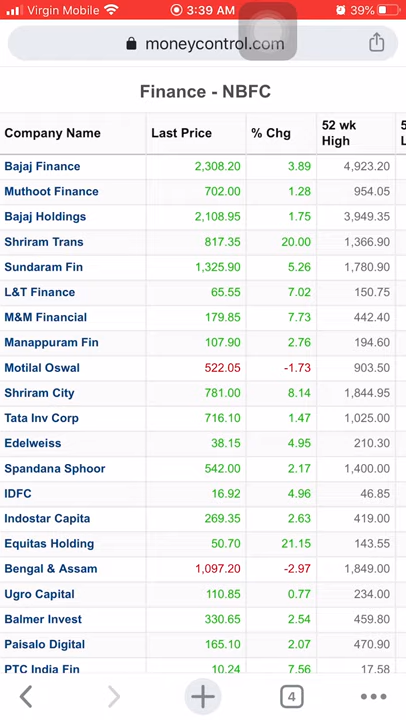 Virgin Mobile 3:39 AM 39%
moneycontrol.com
Finance - NBFC
Company Name Last Price % Chg 52 wk High 5 L
Bajaj Finance 2,308.20 3.89 4,923.20
Muthoot Finance 702.00 1.28 954.05
Bajaj Holdings 2,108.95 1.75 3,949.35
Shriram Trans 817.35 20.00 1,366.90
Sundaram Fin 1,325.90 5.26 1,780.90
L&T Finance 65.55 7.02 150.75
M&M Financial 179.85 7.73 442.40
Manappuram Fin 107.90 2.76 194.60
Motilal Oswal 522.05 -1.73 903.50
Shriram City 781.00 8.14 1,844.95
Tata Inv Corp 716.10 1.47 1,025.00
Edelweiss 38.15 4.95 210.30
Spandana Sphoor 542.00 2.17 1,400.00
IDFC 16.92 4.96 46.85
Indostar Capita 269.35 2.63 419.00
Equitas Holding 50.70 21.15 143.55
Bengal & Assam 1,097.20 -2.97 1,849.00
Ugro Capital 110.85 0.77 234.00
Balmer Invest 330.65 2.54 459.80
Paisalo Digital 165.10 2.07 470.90
PTC India Fin 10.24 7.56 17.58
4